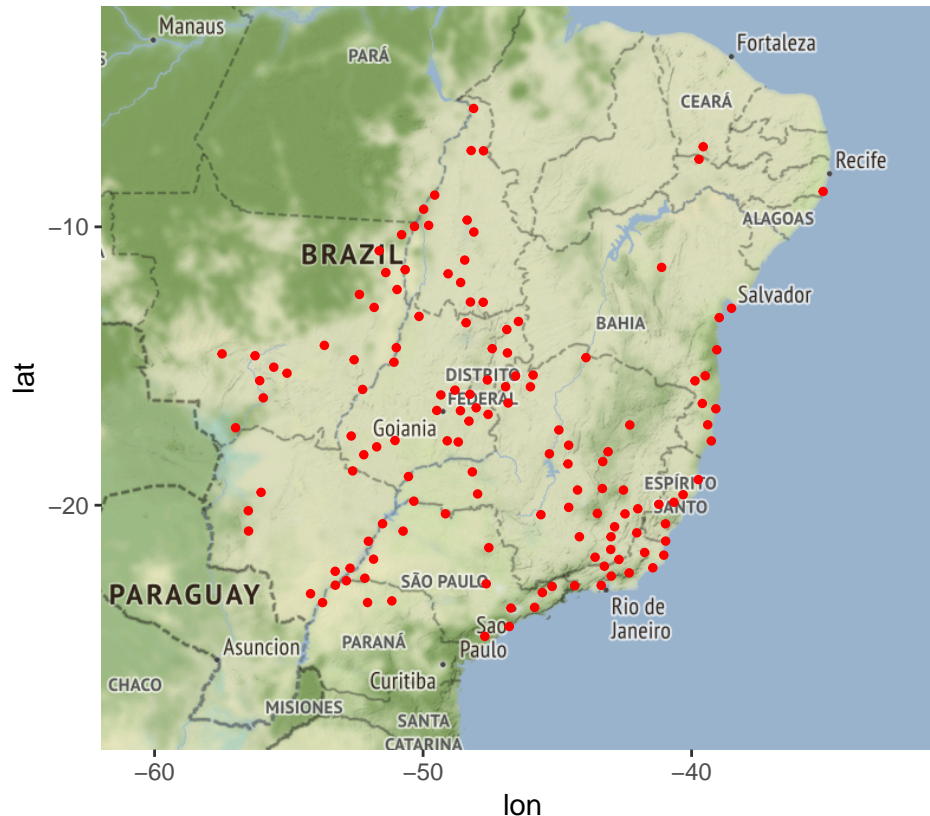 Manaus
PARÁ
Fortaleza
CEARÁ
Recife
ALAGOAS
−10
BRAZIL
Salvador
BAHIA
lat
DISTRITO
FEDERAL
Goiania
ESPÍRITO
SANTO
−20
SÃO PAULO
PARAGUAY
Rio de
Janeiro
Sao
Paulo
Asuncion
PARANÁ
Curitiba
CHACO
MISIONES
SANTA
CATARINA
−60
−50
−40
lon